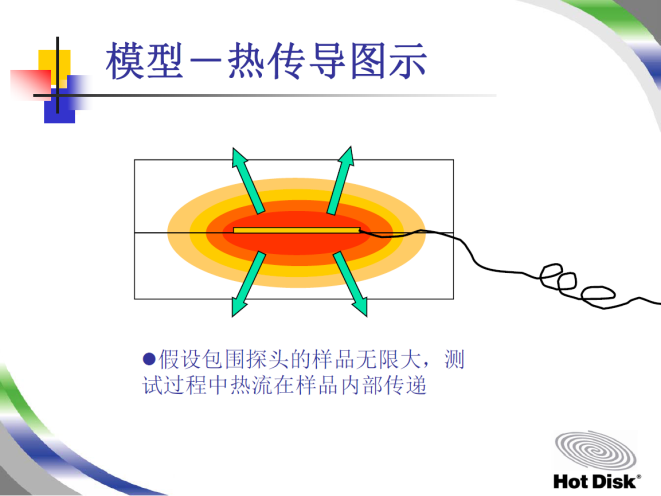 模型－热传导图示
●假设包围探头的样品无限大，测
试过程中热流在样品内部传递
Hot Disk®